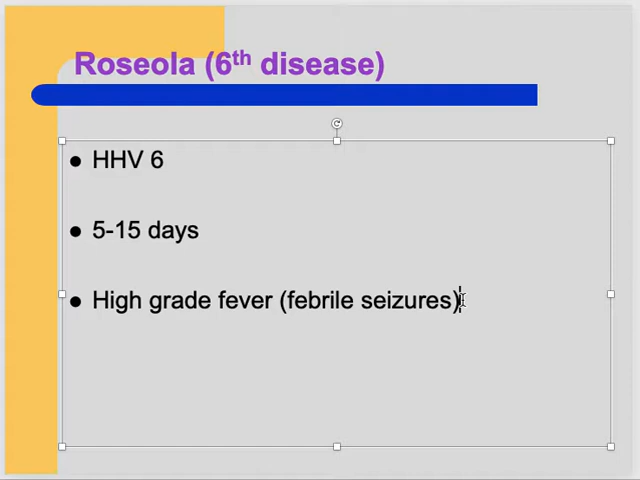 Roseola (6th disease)
● HHV 6
● 5-15 days
● High grade fever (febrile seizures)